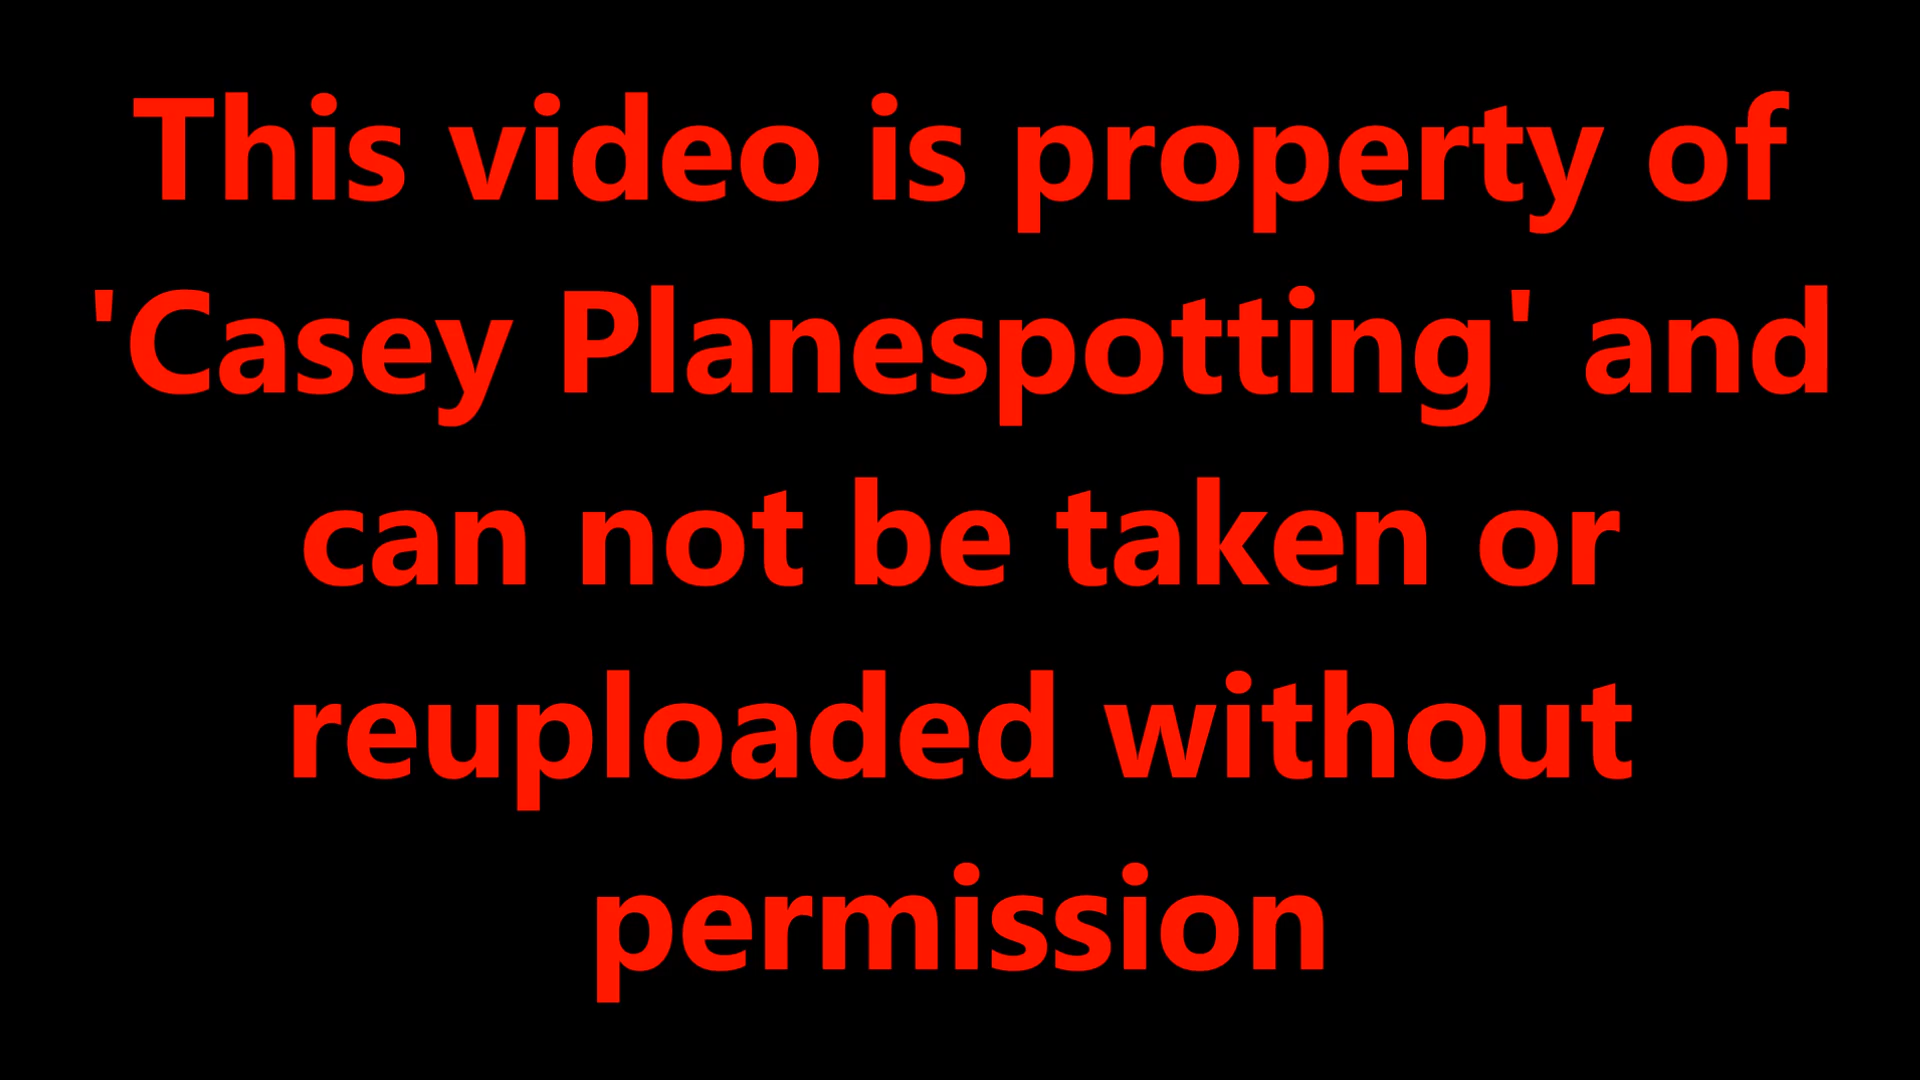 This video is property of
'Casey Planespotting' and
can not be taken or
reuploaded without
permission